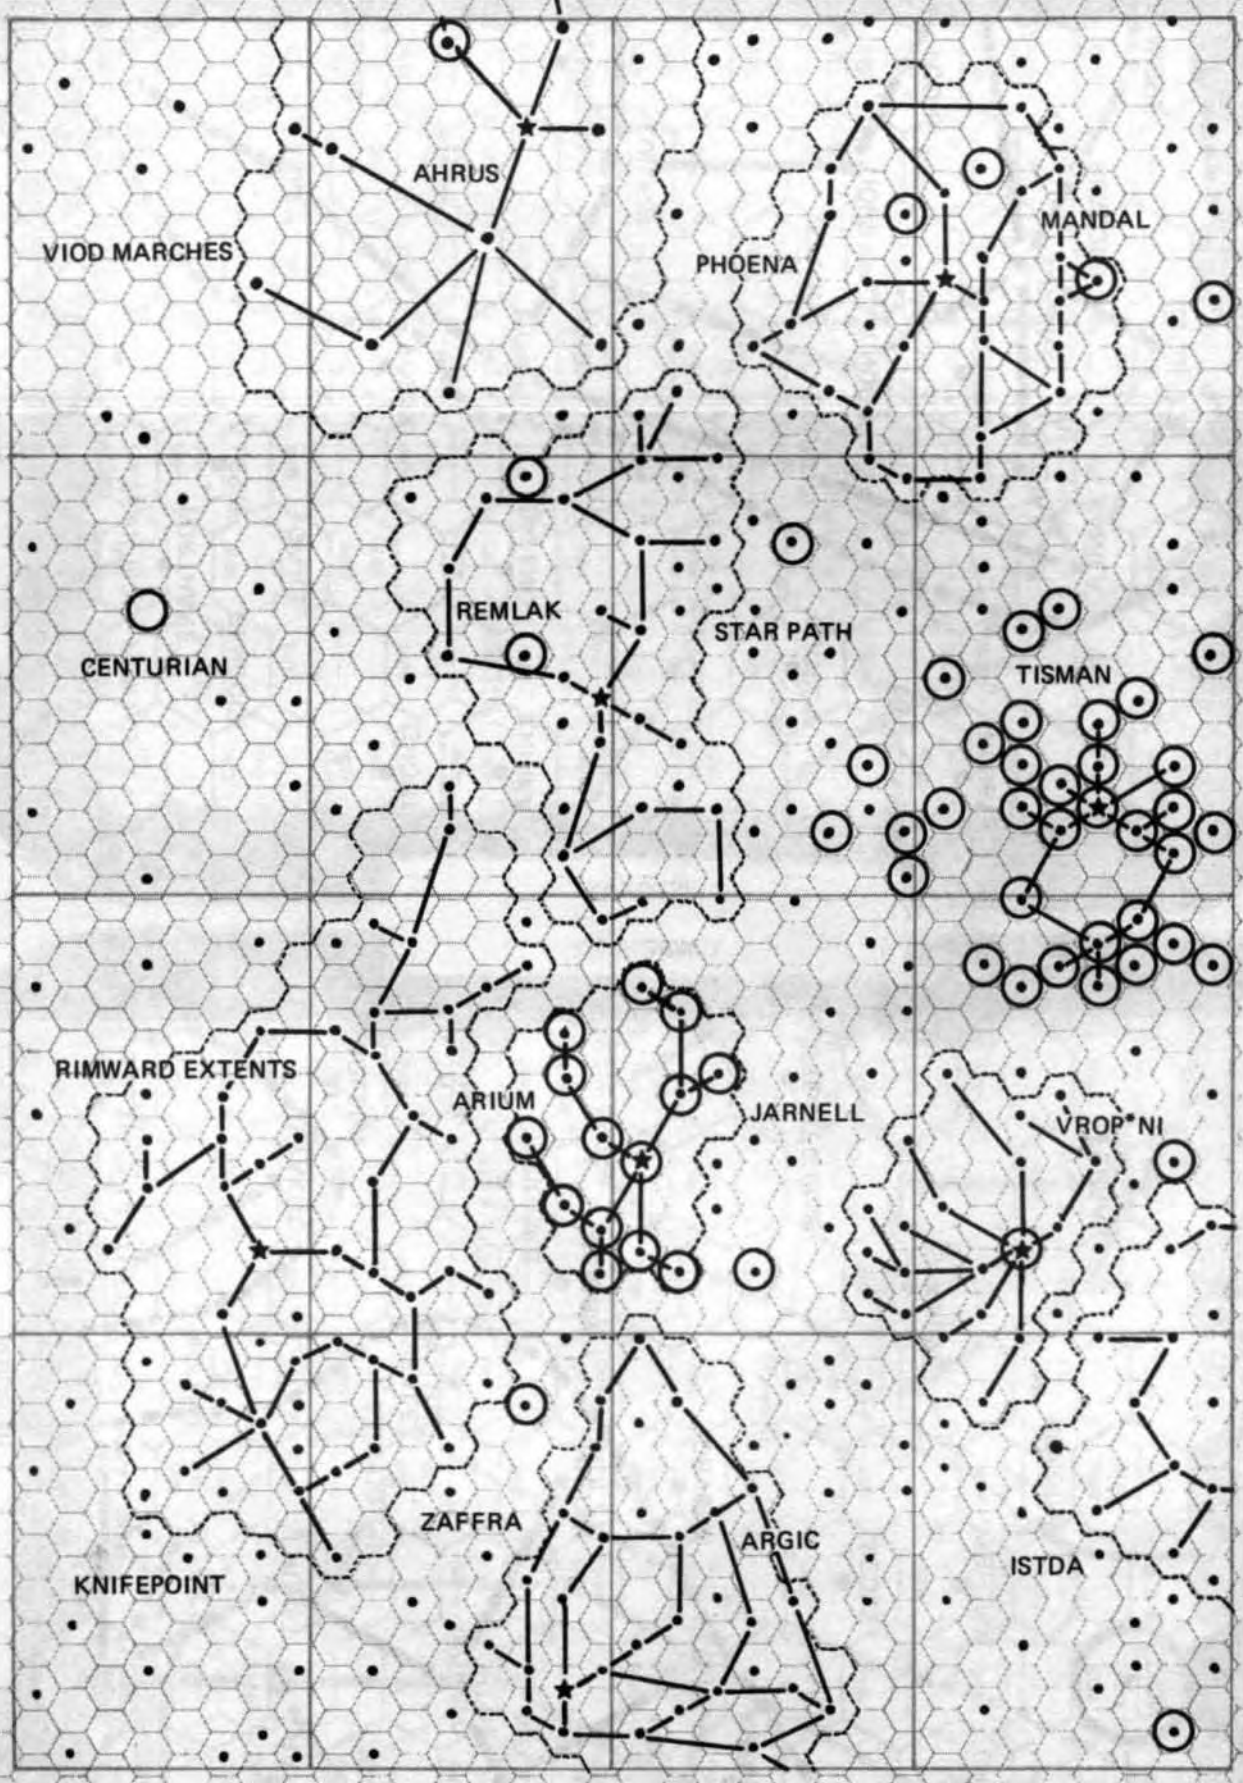 AHRUS
VIOD MARCHES
PHOENA
MANDAL
REMLAK
STAR PATH
CENTURIAN
TISMAN
RIMWARD EXTENTS
ARIUM
JARNELL
VROP'NI
ZAFFRA
ARGIC
KNIFEPOINT
ISTDA